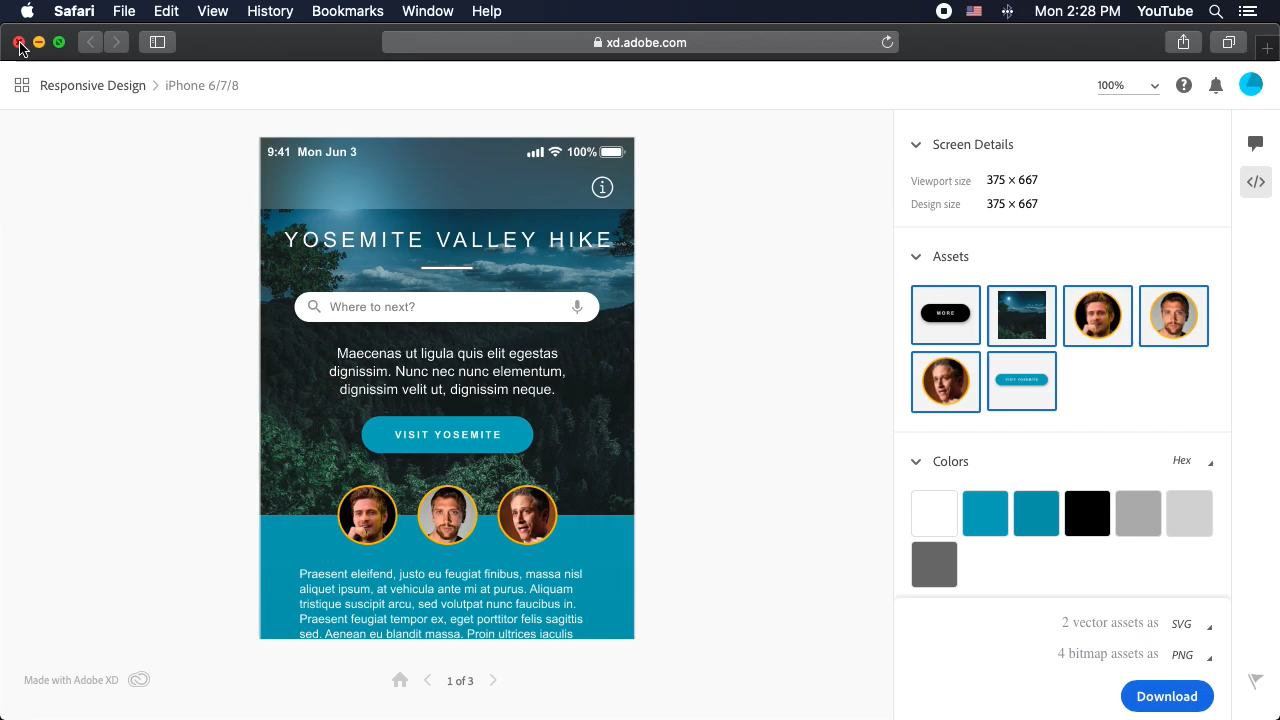 Safari File Edit View History Bookmarks Window Help Mon 2:28 PM YouTube
xd.adobe.com
Responsive Design iPhone 6/7/8 100%
9:41 Mon Jun 3 100%
YOSEMITE VALLEY HIKE
Where to next?
Maecenas ut ligula quis elit egestas
dignissim. Nunc nec nunc elementum,
dignissim velit ut, dignissim neque.
VISIT YOSEMITE
Praesent eleifend, justo eu feugiat finibus, massa nisl
aliquet ipsum, at vehicula ante mi at purus. Aliquam
tristique suscipit arcu, sed volutpat nunc faucibus in.
Praesent feugiat tempor ex, eget porttitor felis sagittis
sed. Aenean eu blandit massa. Proin ultrices iaculis
Made with Adobe XD
1 of 3
Screen Details
Viewport size 375 × 667
Design size 375 × 667
Assets
MORE
VISIT YOSEMITE
Colors Hex
2 vector assets as SVG
4 bitmap assets as PNG
Download